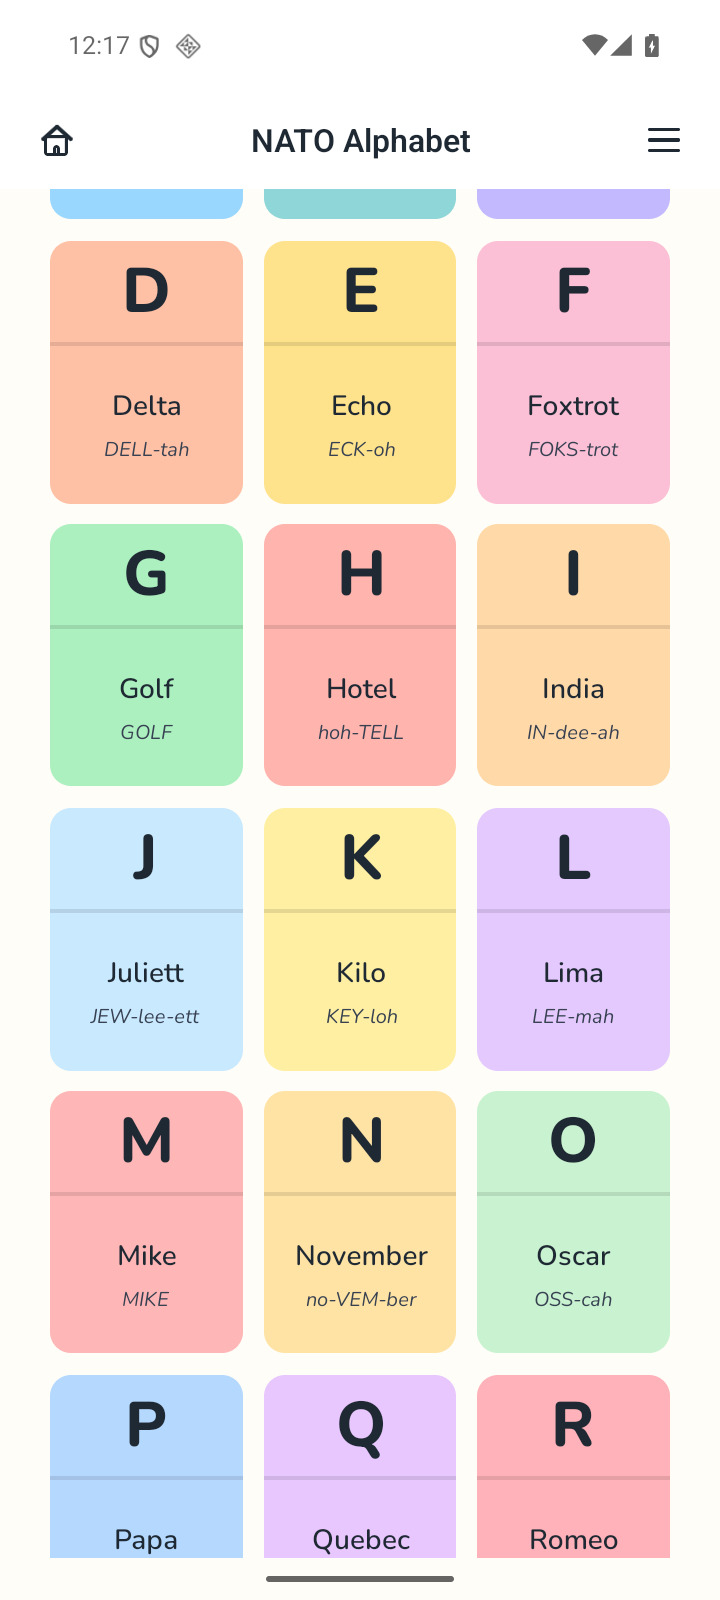 12:17
NATO Alphabet
D
E
F
Delta
Echo
Foxtrot
DELL-tah
ECK-oh
FOKS-trot
G
H
I
Golf
Hotel
India
GOLF
hoh-TELL
IN-dee-ah
J
K
L
Juliett
Kilo
Lima
JEW-lee-ett
KEY-loh
LEE-mah
M
N
O
Mike
November
Oscar
MIKE
no-VEM-ber
OSS-cah
P
Q
R
Papa
Quebec
Romeo